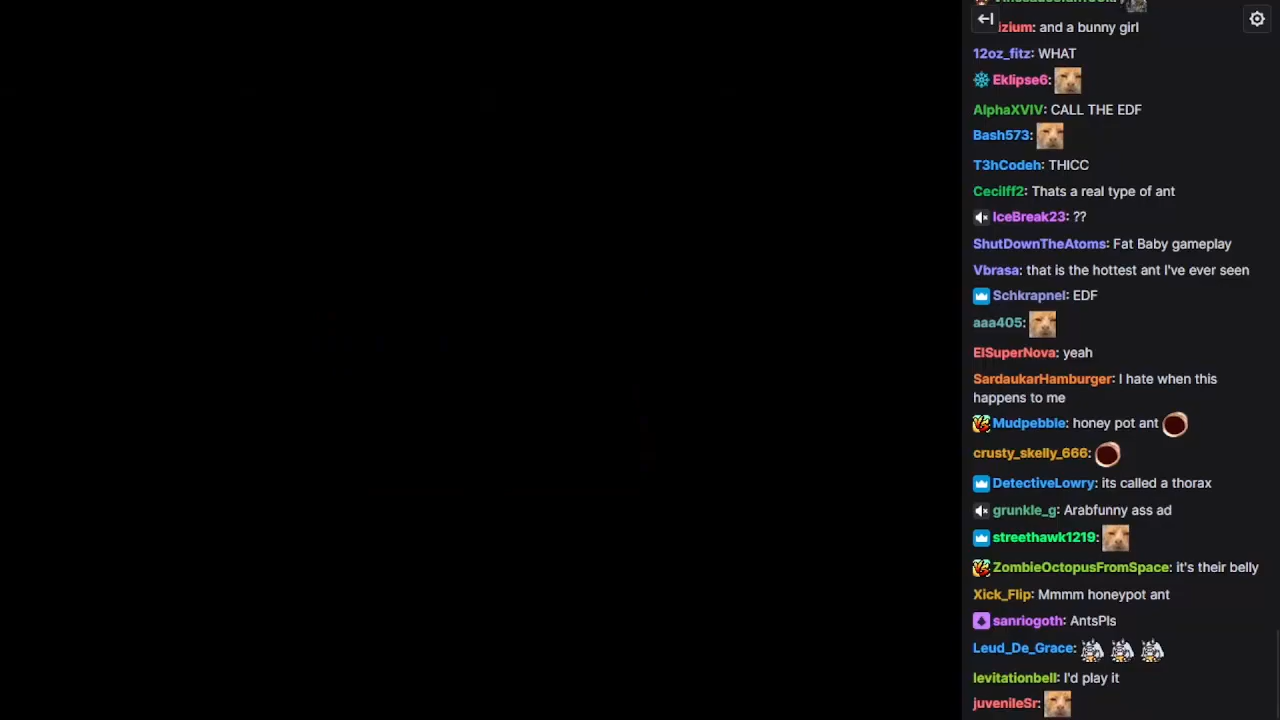 izium: and a bunny girl
12oz_fitz: WHAT
Eklipse6:
AlphaXVIV: CALL THE EDF
Bash573:
T3hCodeh: THICC
Cecilff2: Thats a real type of ant
IceBreak23: ??
ShutDownTheAtoms: Fat Baby gameplay
Vbrasa: that is the hottest ant I've ever seen
Schkrapnel: EDF
aaa405:
ElSuperNova: yeah
SardaukarHamburger: I hate when this
happens to me
Mudpebble: honey pot ant
crusty_skelly_666:
DetectiveLowry: its called a thorax
grunkle_g: Arabfunny ass ad
streethawk1219:
ZombieOctopusFromSpace: it's their belly
Xick_Flip: Mmmm honeypot ant
sanriogoth: AntsPls
Leud_De_Grace:
levitationbell: I'd play it
juvenileSr: